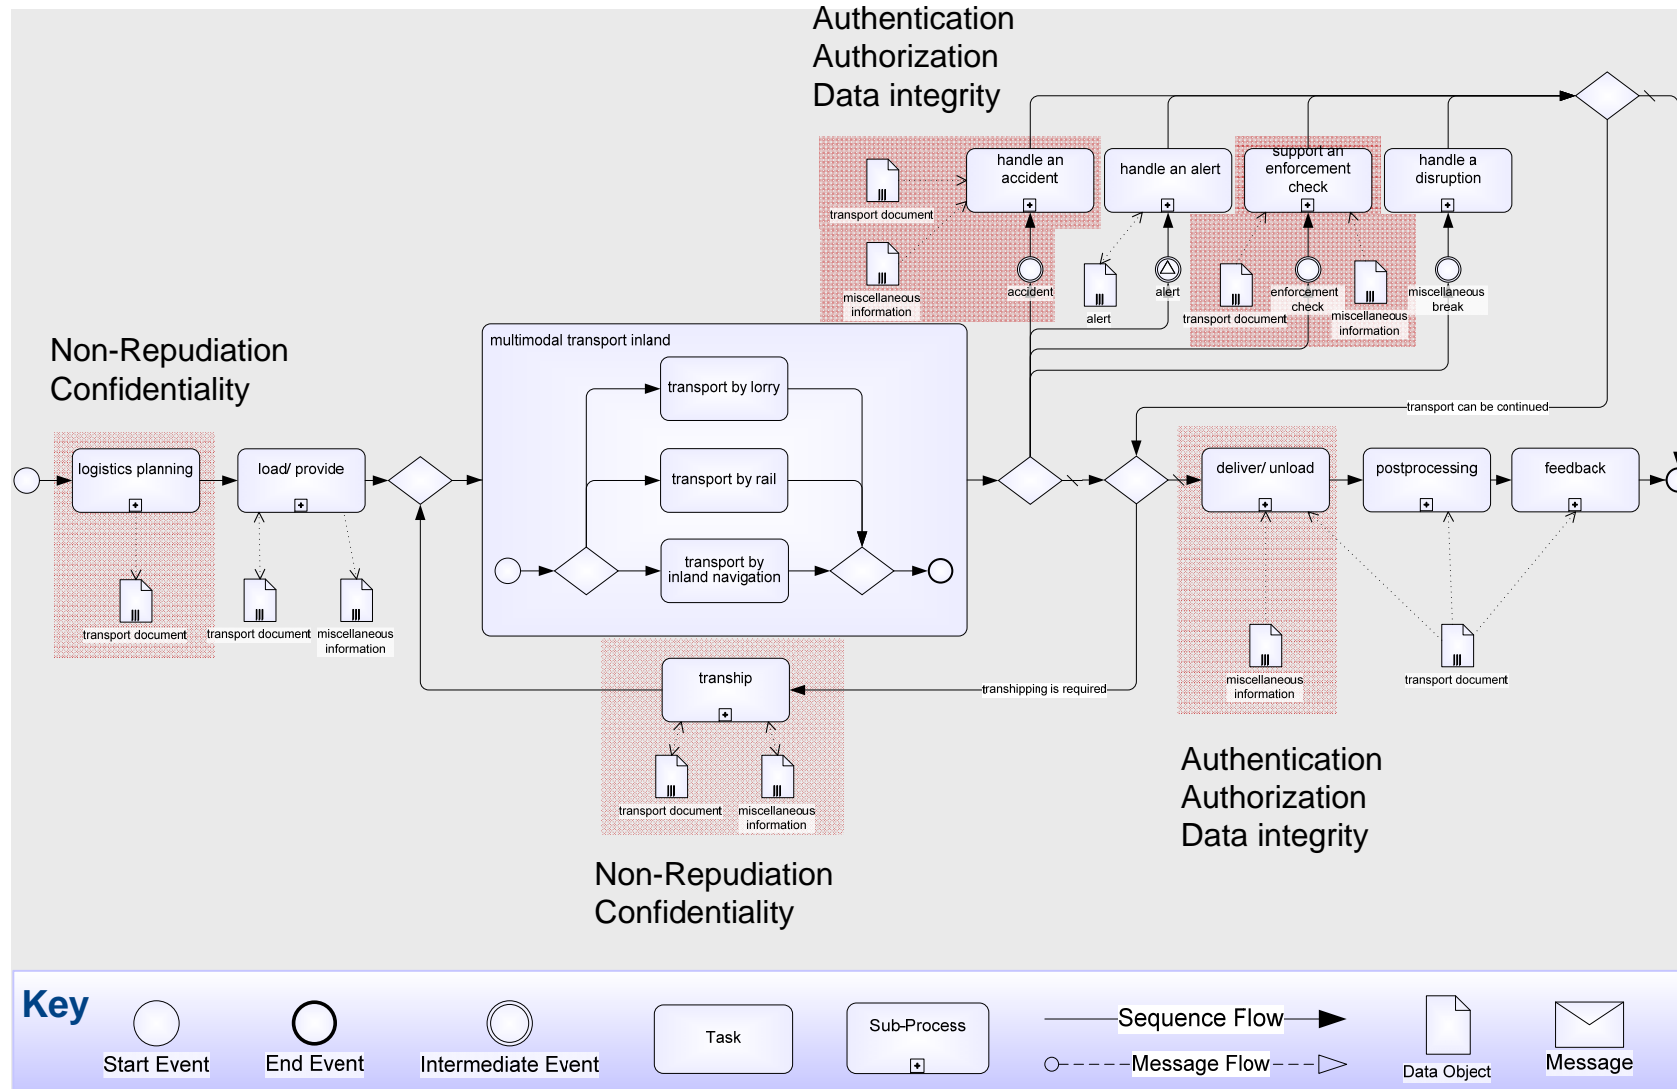 Authentication
Authorization
Data integrity
handle an
accident
handle an alert
support an
enforcement
check
handle a
disruption
transport document
miscellaneous
information
accident
alert
alert
transport document
enforcement
check
miscellaneous
information
miscellaneous
break
Non-Repudiation
Confidentiality
multimodal transport inland
transport by lorry
transport by rail
transport by
inland navigation
transport can be continued
logistics planning
load/ provide
deliver/ unload
postprocessing
feedback
transport document
transport document
miscellaneous
information
tranship
transhipping is required
miscellaneous
information
transport document
transport document
miscellaneous
information
Authentication
Authorization
Data integrity
Non-Repudiation
Confidentiality
Key
Start Event
End Event
Intermediate Event
Task
Sub-Process
Sequence Flow
Message Flow
Data Object
Message